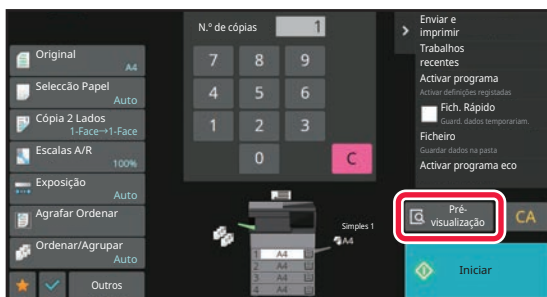 N.º de cópias
1
Original
A4
Seleccão Papel
Auto
Cópia 2 Lados
1-Face→1-Face
Escalas A/R
100%
Exposição
Auto
Agrafar Ordenar
Ordenar/Agrupar
Auto
Outros
7 8 9
4 5 6
1 2 3
0 C
Simples 1
A4
1 A4
2 A4
3 A4
4 A4
Enviar e
imprimir
Trabalhos
recentes
Activar programa
Activar definições registadas
Fich. Rápido
Guard. dados temporariam.
Ficheiro
Guardar dados na pasta
Activar programa eco
Pré-
visualização
CA
Iniciar